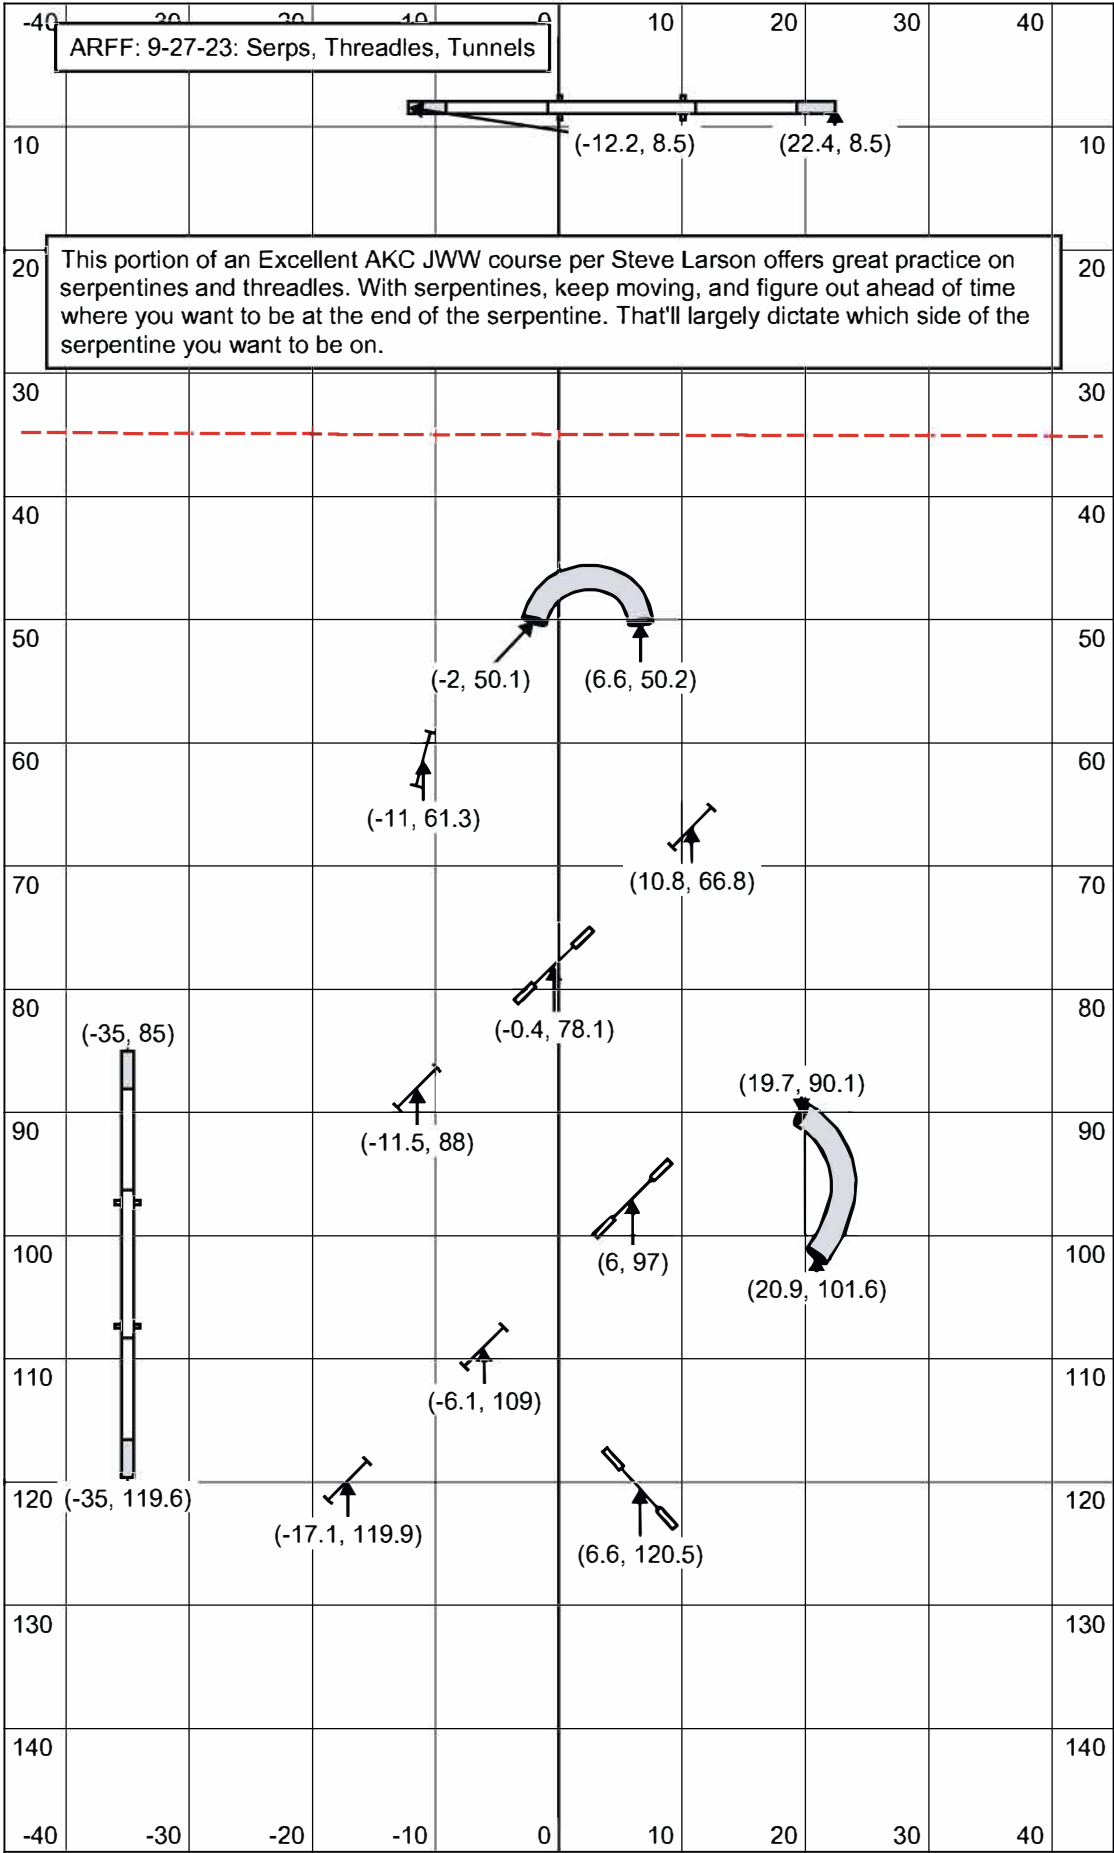 -40 -30 -20 -10 0 10 20 30 40
ARFF: 9-27-23: Serps, Threadles, Tunnels
(-12.2, 8.5) (22.4, 8.5)
10 10
20 20
This portion of an Excellent AKC JWW course per Steve Larson offers great practice on
serpentines and threadles. With serpentines, keep moving, and figure out ahead of time
where you want to be at the end of the serpentine. That'll largely dictate which side of the
serpentine you want to be on.
30 30
40 40
50 50
(-2, 50.1) (6.6, 50.2)
60 60
(-11, 61.3)
70 70
(10.8, 66.8)
80 80
(-0.4, 78.1)
(-35, 85)
(19.7, 90.1)
90 90
(-11.5, 88)
100 100
(6, 97)
(20.9, 101.6)
110 110
(-6.1, 109)
120 120
(-35, 119.6)
(-17.1, 119.9)
(6.6, 120.5)
130 130
140 140
-40 -30 -20 -10 0 10 20 30 40